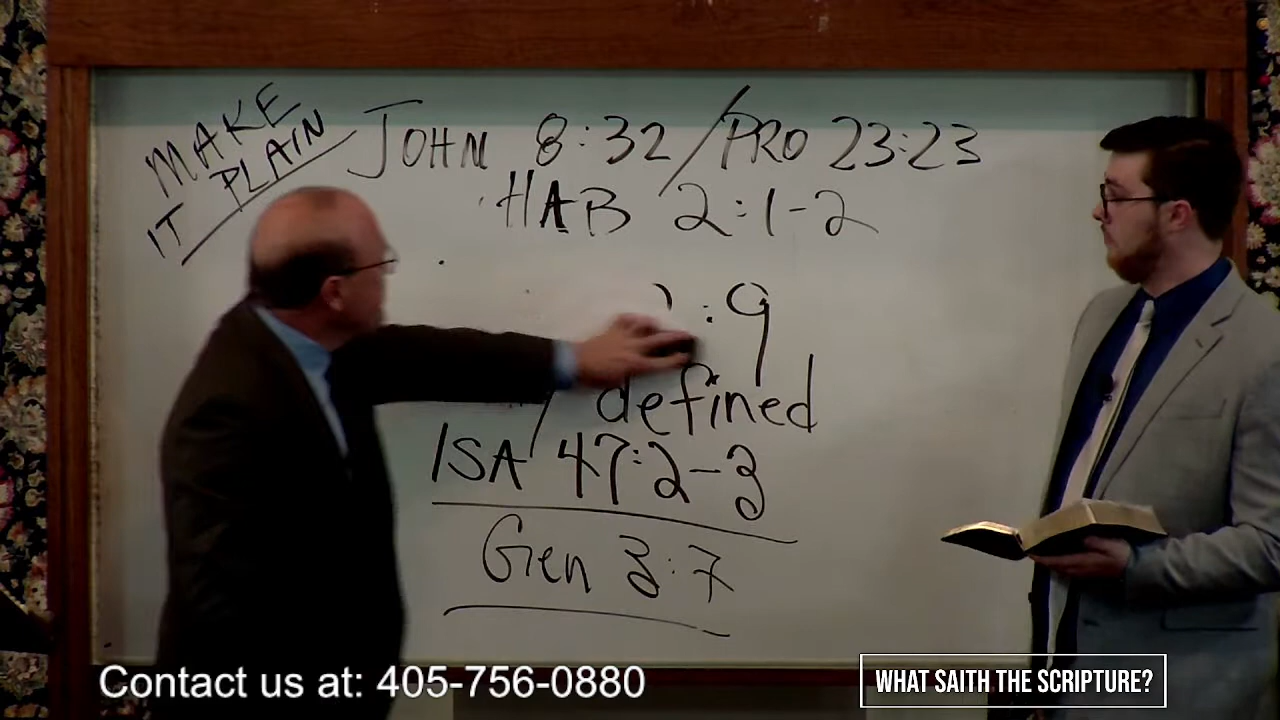 MAKE
IT PLAIN
JOHN 8:32/PRO 23:23
HAB 2:1-2
:9
defined
ISA 47:2-3
Gen 3:7
Contact us at: 405-756-0880
WHAT SAITH THE SCRIPTURE?